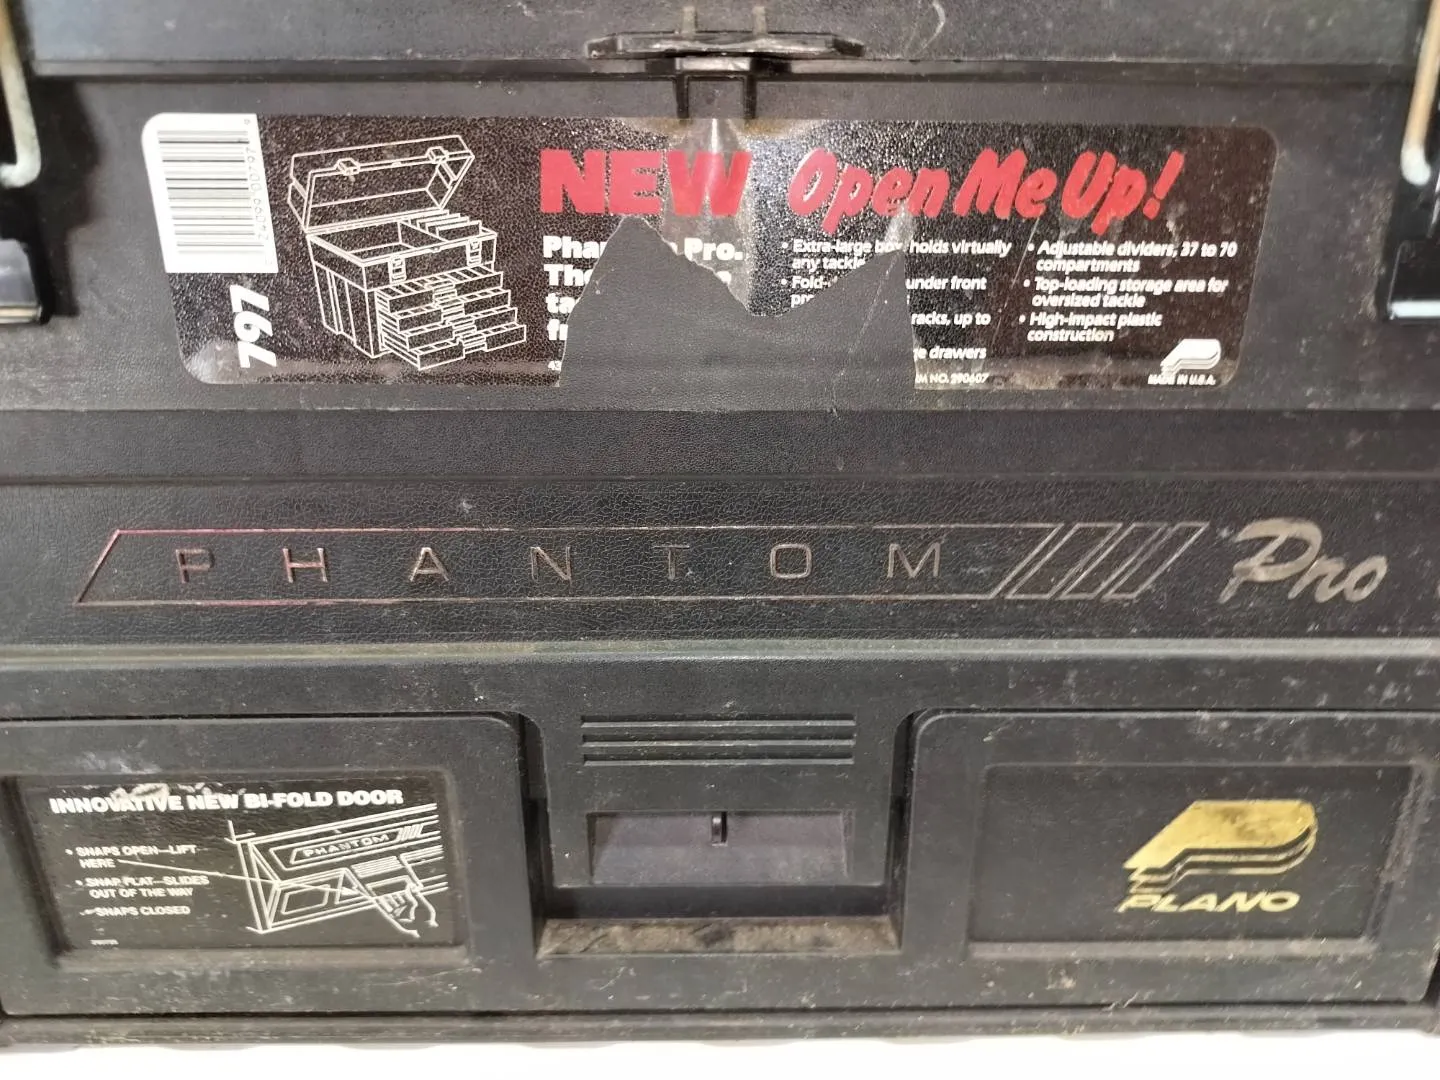 NEW Open Me Up!
Pro.
The
797
• Extra-large holds virtually
any tackle
under front
racks, up to
drawers
NO. 290607
• Adjustable dividers, 37 to 70
compartments
• Top-loading storage area for
oversized tackle
• High-impact plastic
construction
P
MADE IN U.S.A.
PHANTOM Pro
INNOVATIVE NEW BI-FOLD DOOR
• SNAPS OPEN—LIFT
HERE
• SNAP FLAT—SLIDES
OUT OF THE WAY
• SNAPS CLOSED
PHANTOM
P
PLANO